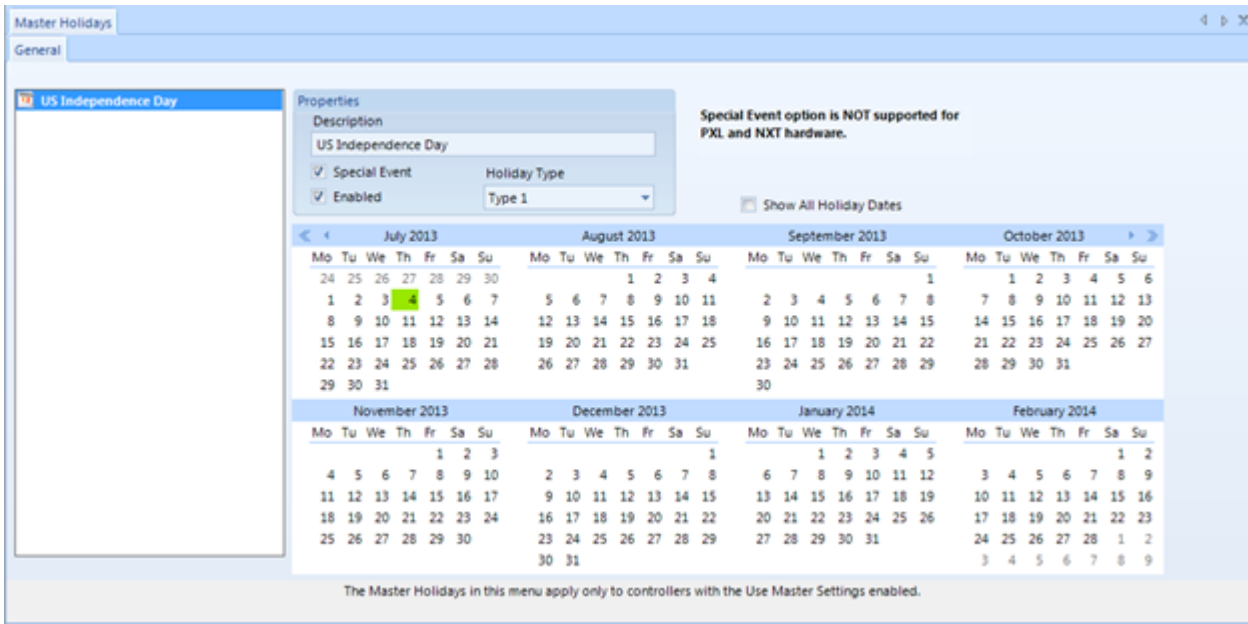 Master Holidays
General
US Independence Day
Properties
Description
US Independence Day
Special Event
Holiday Type
Enabled
Type 1
Special Event option is NOT supported for
PXL and NXT hardware.
Show All Holiday Dates
July 2013 August 2013 September 2013 October 2013
Mo Tu We Th Fr Sa Su Mo Tu We Th Fr Sa Su Mo Tu We Th Fr Sa Su Mo Tu We Th Fr Sa Su
24 25 26 27 28 29 30 1 2 3 4 1 1 2 3 4 5 6
1 2 3 4 5 6 7 5 6 7 8 9 10 11 2 3 4 5 6 7 8 7 8 9 10 11 12 13
8 9 10 11 12 13 14 12 13 14 15 16 17 18 9 10 11 12 13 14 15 14 15 16 17 18 19 20
15 16 17 18 19 20 21 19 20 21 22 23 24 25 16 17 18 19 20 21 22 21 22 23 24 25 26 27
22 23 24 25 26 27 28 26 27 28 29 30 31 23 24 25 26 27 28 29 28 29 30 31
29 30 31 30
November 2013 December 2013 January 2014 February 2014
Mo Tu We Th Fr Sa Su Mo Tu We Th Fr Sa Su Mo Tu We Th Fr Sa Su Mo Tu We Th Fr Sa Su
1 2 3 1 1 2 3 4 5 1 2
4 5 6 7 8 9 10 2 3 4 5 6 7 8 6 7 8 9 10 11 12 3 4 5 6 7 8 9
11 12 13 14 15 16 17 9 10 11 12 13 14 15 13 14 15 16 17 18 19 10 11 12 13 14 15 16
18 19 20 21 22 23 24 16 17 18 19 20 21 22 20 21 22 23 24 25 26 17 18 19 20 21 22 23
25 26 27 28 29 30 23 24 25 26 27 28 29 27 28 29 30 31 24 25 26 27 28 1 2
30 31 3 4 5 6 7 8 9
The Master Holidays in this menu apply only to controllers with the Use Master Settings enabled.